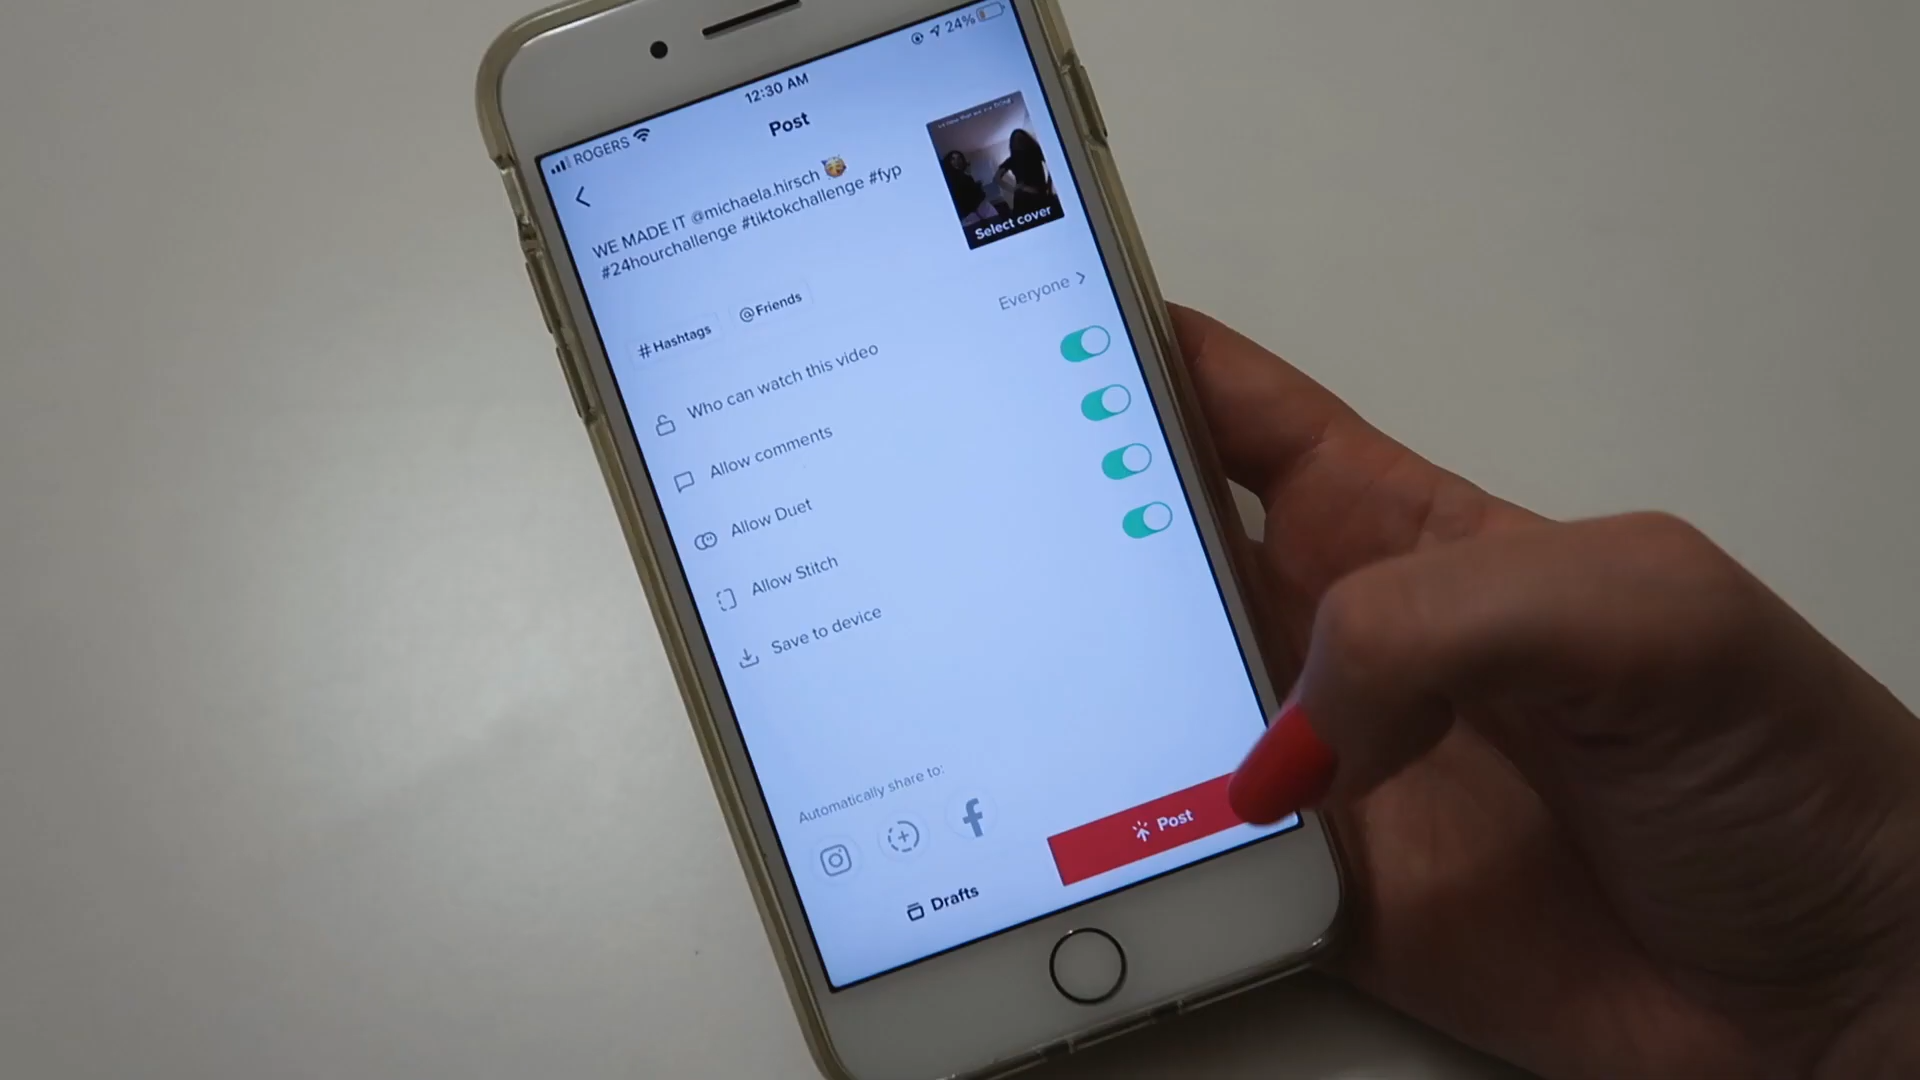 ROGERS
12:30 AM
24%
Post
WE MADE IT @michaela.hirsch 🥳
#24hourchallenge #tiktokchallenge #fyp
Select cover
#Hashtags
@Friends
Who can watch this video
Everyone >
Allow comments
Allow Duet
Allow Stitch
Save to device
Automatically share to:
Drafts
Post